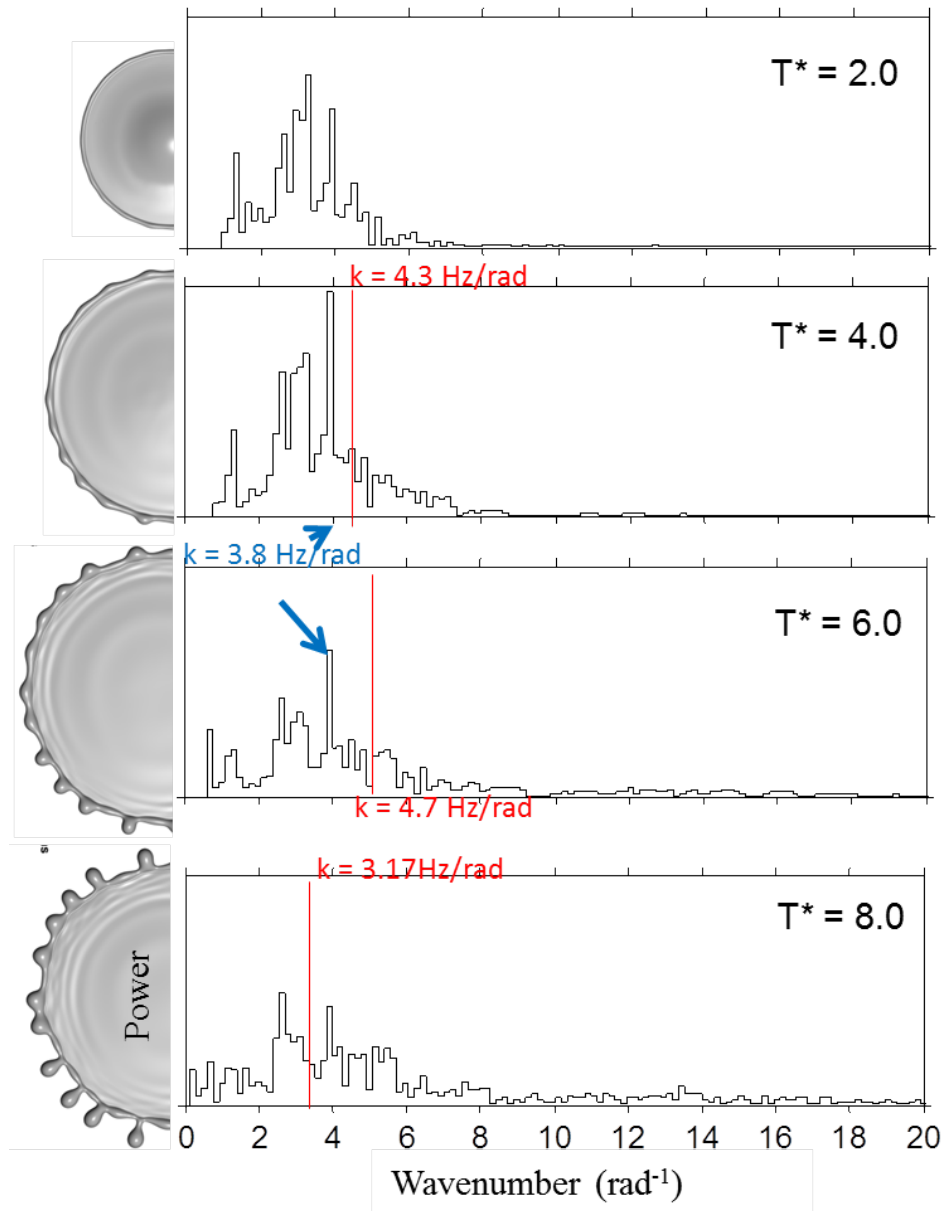 T* = 2.0
k = 4.3 Hz/rad
T* = 4.0
k = 3.8 Hz/rad
T* = 6.0
k = 4.7 Hz/rad
is
k = 3.17Hz/rad
T* = 8.0
Power
0 2 4 6 8 10 12 14 16 18 20
Wavenumber (rad-1)